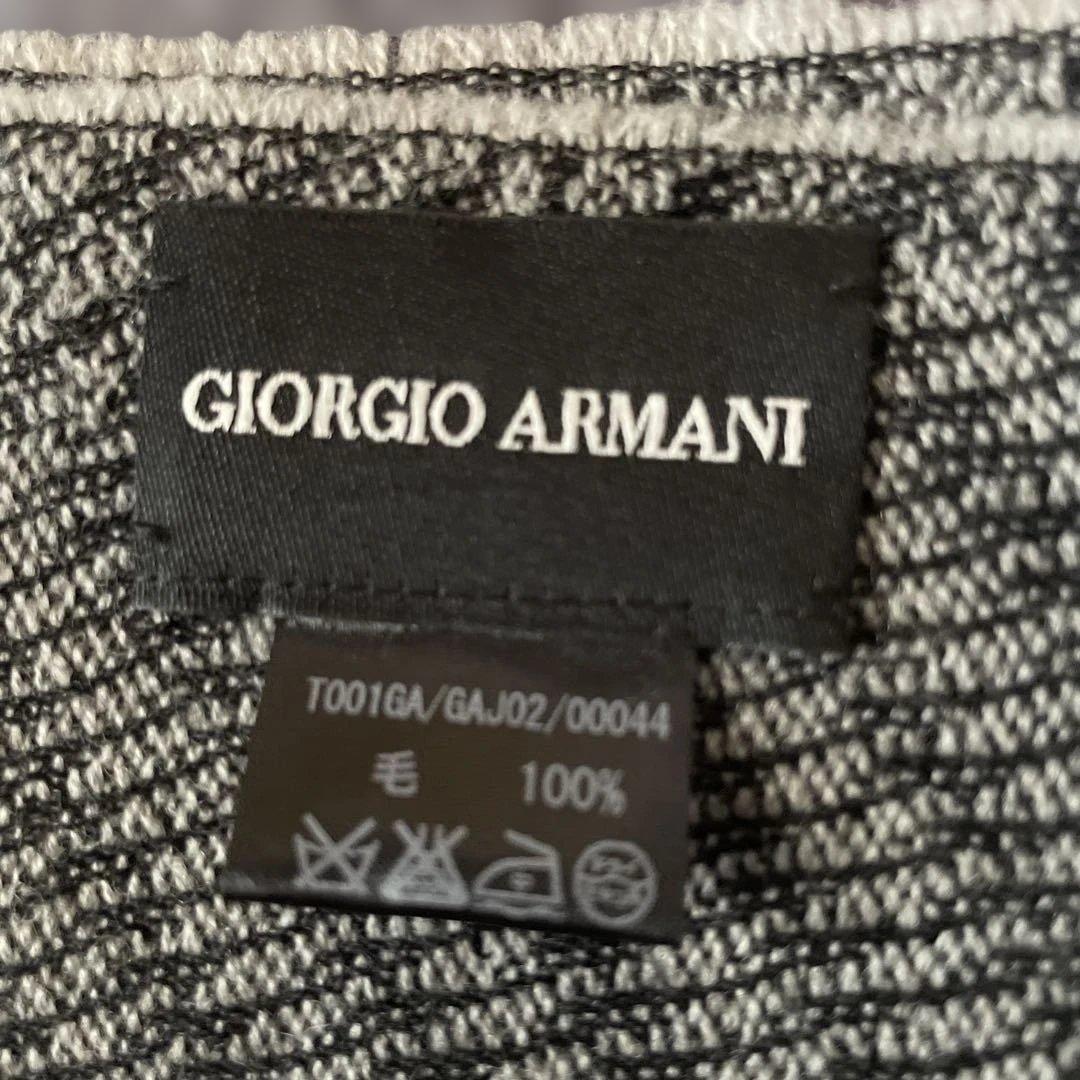 GIORGIO ARMANI
T001GA/GAJ02/00044
毛 100%